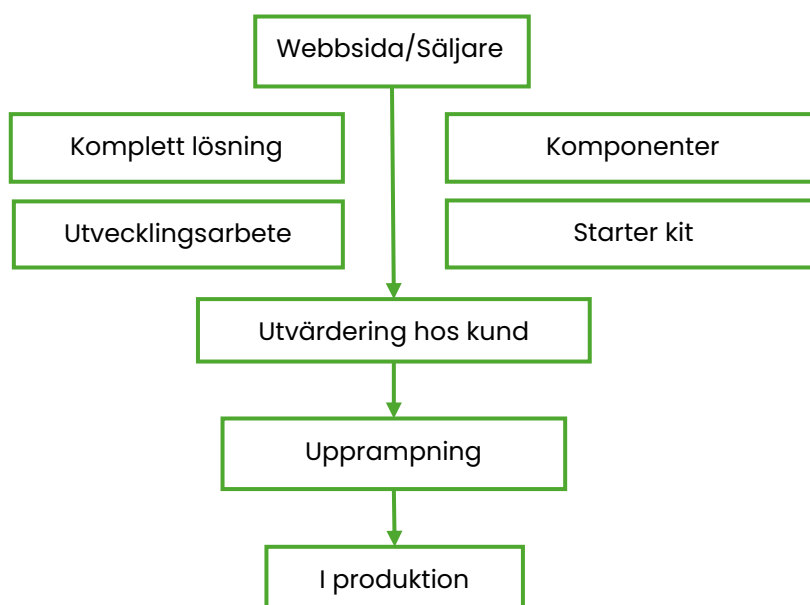 Webbsida/Säljare
Komplett lösning
Komponenter
Utvecklingsarbete
Starter kit
Utvärdering hos kund
Upprampning
I produktion